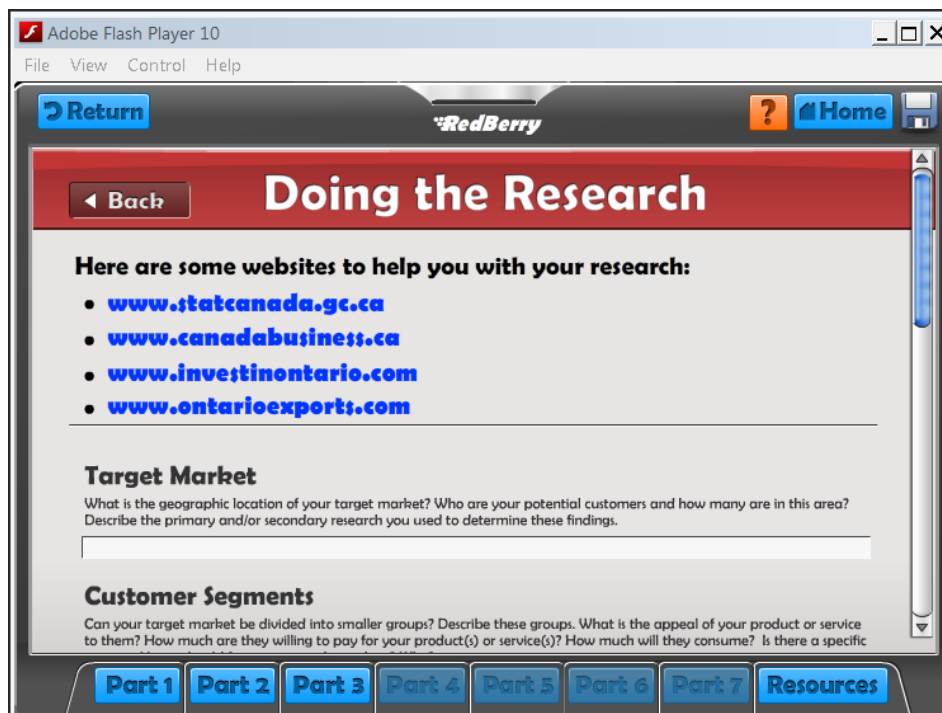 Adobe Flash Player 10
File View Control Help
Return
RedBerry
? Home
Back
Doing the Research
Here are some websites to help you with your research:
• www.statcanada.gc.ca
• www.canadabusiness.ca
• www.investinontario.com
• www.ontarioexports.com
Target Market
What is the geographic location of your target market? Who are your potential customers and how many are in this area?
Describe the primary and/or secondary research you used to determine these findings.
Customer Segments
Can your target market be divided into smaller groups? Describe these groups. What is the appeal of your product or service
to them? How much are they willing to pay for your product(s) or service(s)? How much will they consume? Is there a specific
Part 1 Part 2 Part 3 Part 4 Part 5 Part 6 Part 7 Resources